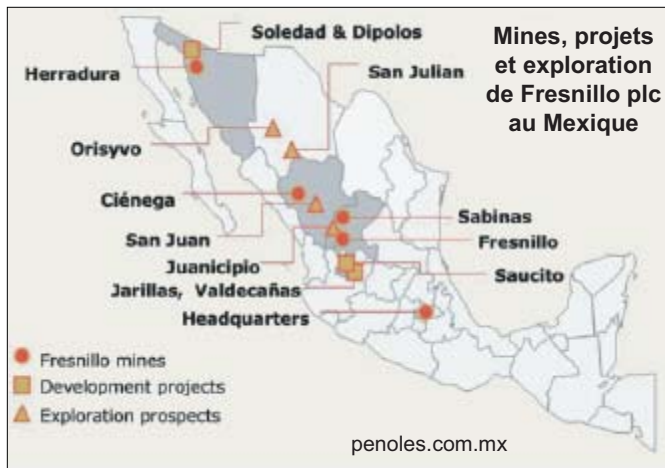 Mines, projets
et exploration
de Fresnillo plc
au Mexique
Soledad & Dipolos
Herradura
San Julian
Orisyvo
Ciénega
Sabinas
San Juan
Fresnillo
Juanicipio
Saucito
Jarillas, Valdecañas
Headquarters
Fresnillo mines
Development projects
Exploration prospects
penoles.com.mx